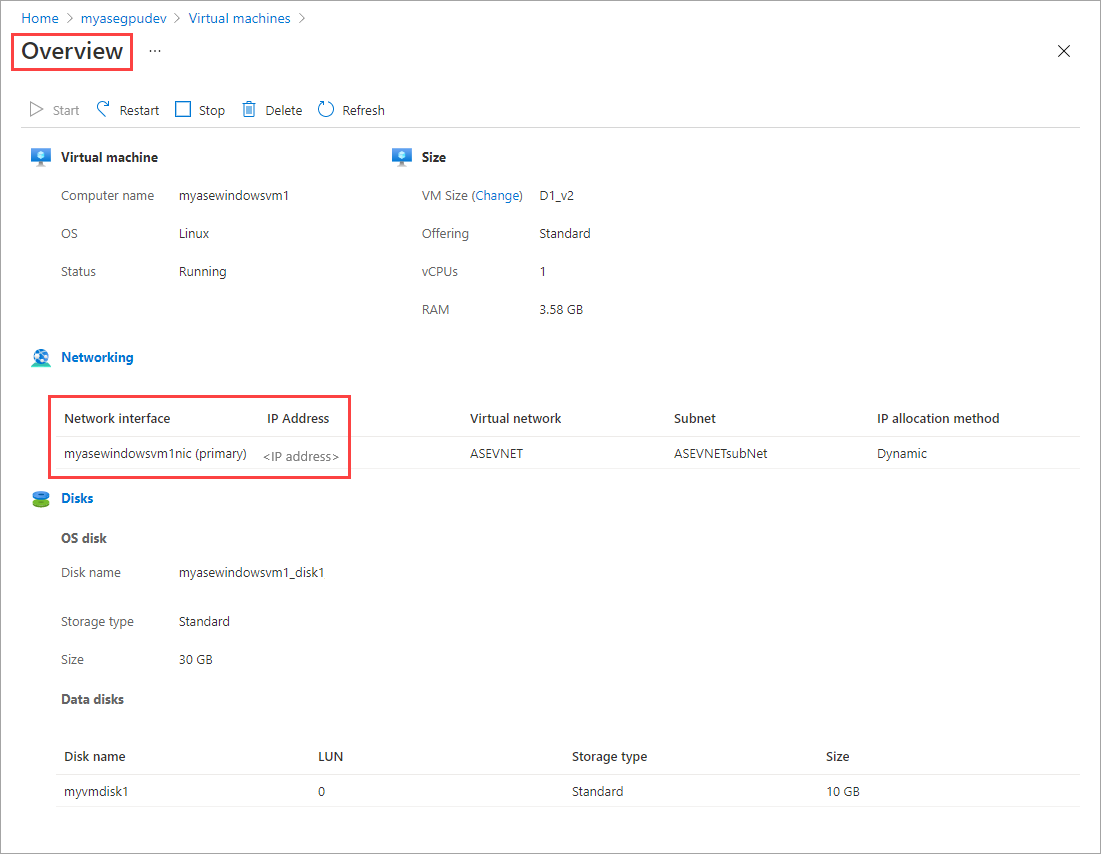 Home > myasegpudev > Virtual machines >
Overview ...
Start Restart Stop Delete Refresh
Virtual machine
Computer name myasewindowsvm1
OS Linux
Status Running
Size
VM Size (Change) D1_v2
Offering Standard
vCPUs 1
RAM 3.58 GB
Networking
Network interface IP Address Virtual network Subnet IP allocation method
myasewindowsvm1nic (primary) <IP address> ASEVNET ASEVNETsubNet Dynamic
Disks
OS disk
Disk name myasewindowsvm1_disk1
Storage type Standard
Size 30 GB
Data disks
Disk name LUN Storage type Size
myvmdisk1 0 Standard 10 GB